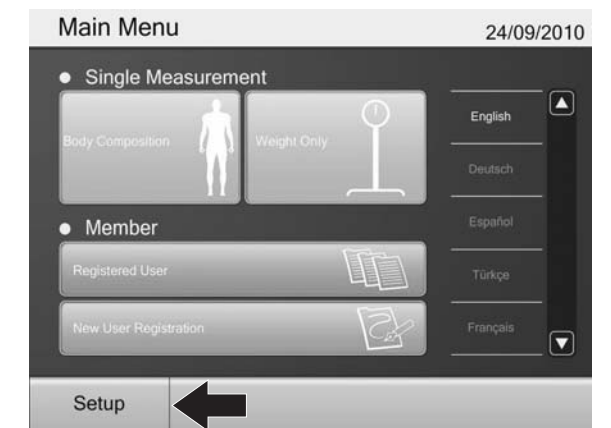 Main Menu
24/09/2010
Single Measurement
Body Composition
Weight Only
Member
Registered User
New User Registration
English
Deutsch
Español
Türkçe
Français
Setup